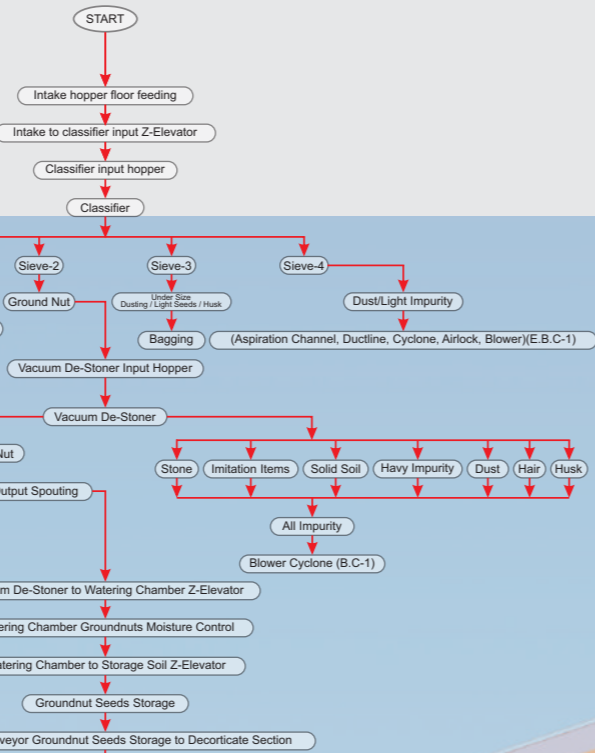 START
Intake hopper floor feeding
Intake to classifier input Z-Elevator
Classifier input hopper
Classifier
Sieve-2
Sieve-3
Sieve-4
Ground Nut
Under Size
Dusting / Light Seeds / Husk
Dust/Light Impurity
Bagging
(Aspiration Channel, Ductline, Cyclone, Airlock, Blower)(E.B.C-1)
Vacuum De-Stoner Input Hopper
Vacuum De-Stoner
Nut
Stone
Imitation Items
Solid Soil
Havy Impurity
Dust
Hair
Husk
Output Spouting
All Impurity
Blower Cyclone (B.C-1)
De-Stoner to Watering Chamber Z-Elevator
Chamber Groundnuts Moisture Control
Chamber to Storage Soil Z-Elevator
Groundnut Seeds Storage
Groundnut Seeds Storage to Decorticate Section